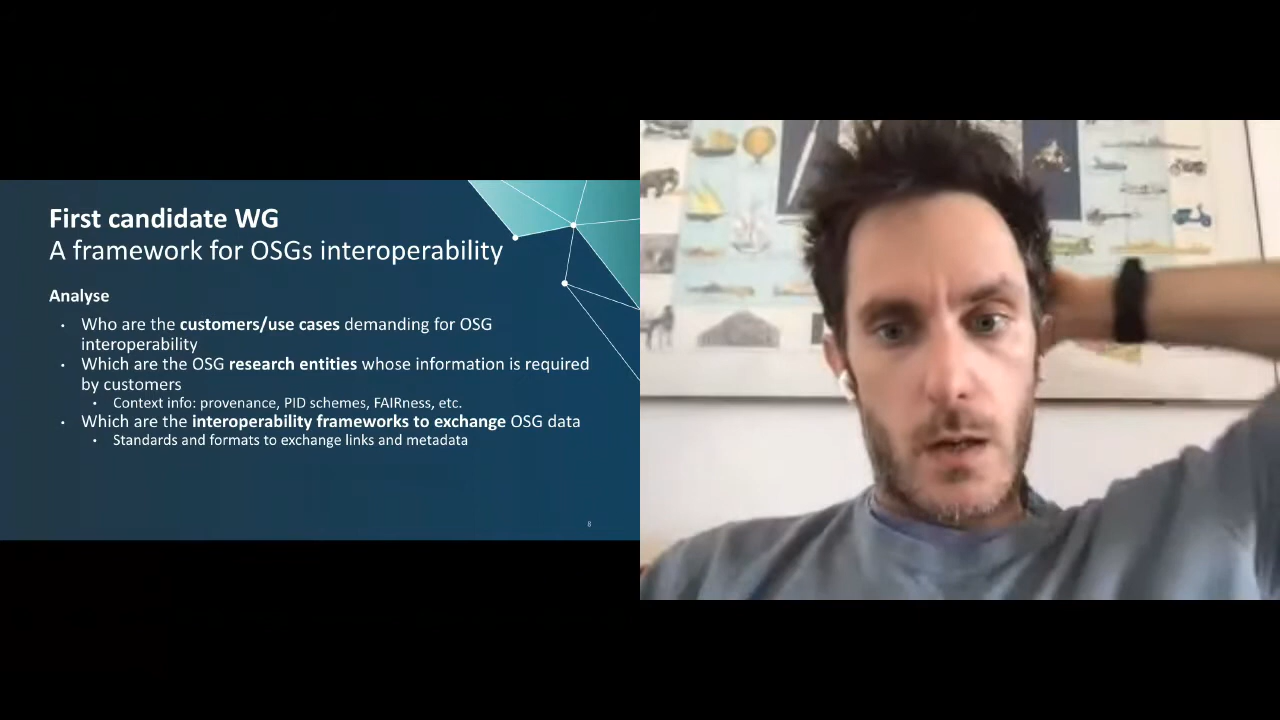 First candidate WG
A framework for OSGs interoperability
Analyse
• Who are the customers/use cases demanding for OSG
interoperability
• Which are the OSG research entities whose information is required
by customers
• Context info: provenance, PID schemes, FAIRness, etc.
• Which are the interoperability frameworks to exchange OSG data
• Standards and formats to exchange links and metadata
8